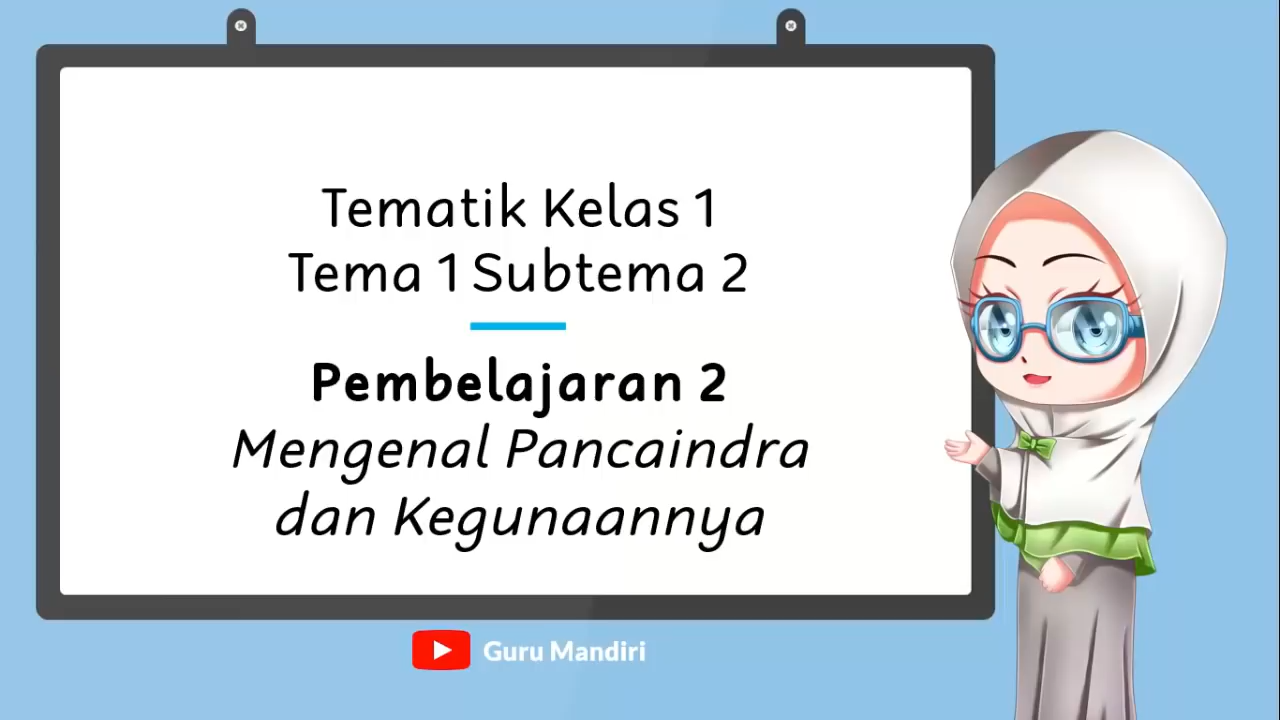 Tematik Kelas 1
Tema 1 Subtema 2
Pembelajaran 2
Mengenal Pancaindra
dan Kegunaannya
Guru Mandiri